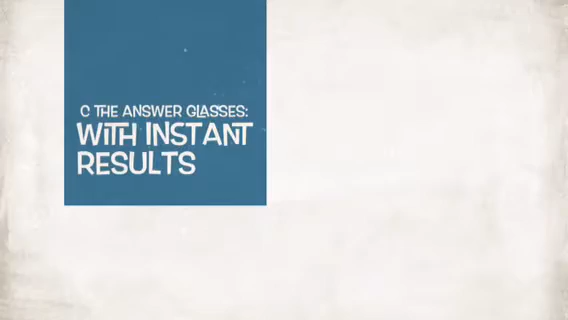 C THE ANSWER GLASSES:
WITH INSTANT
RESULTS